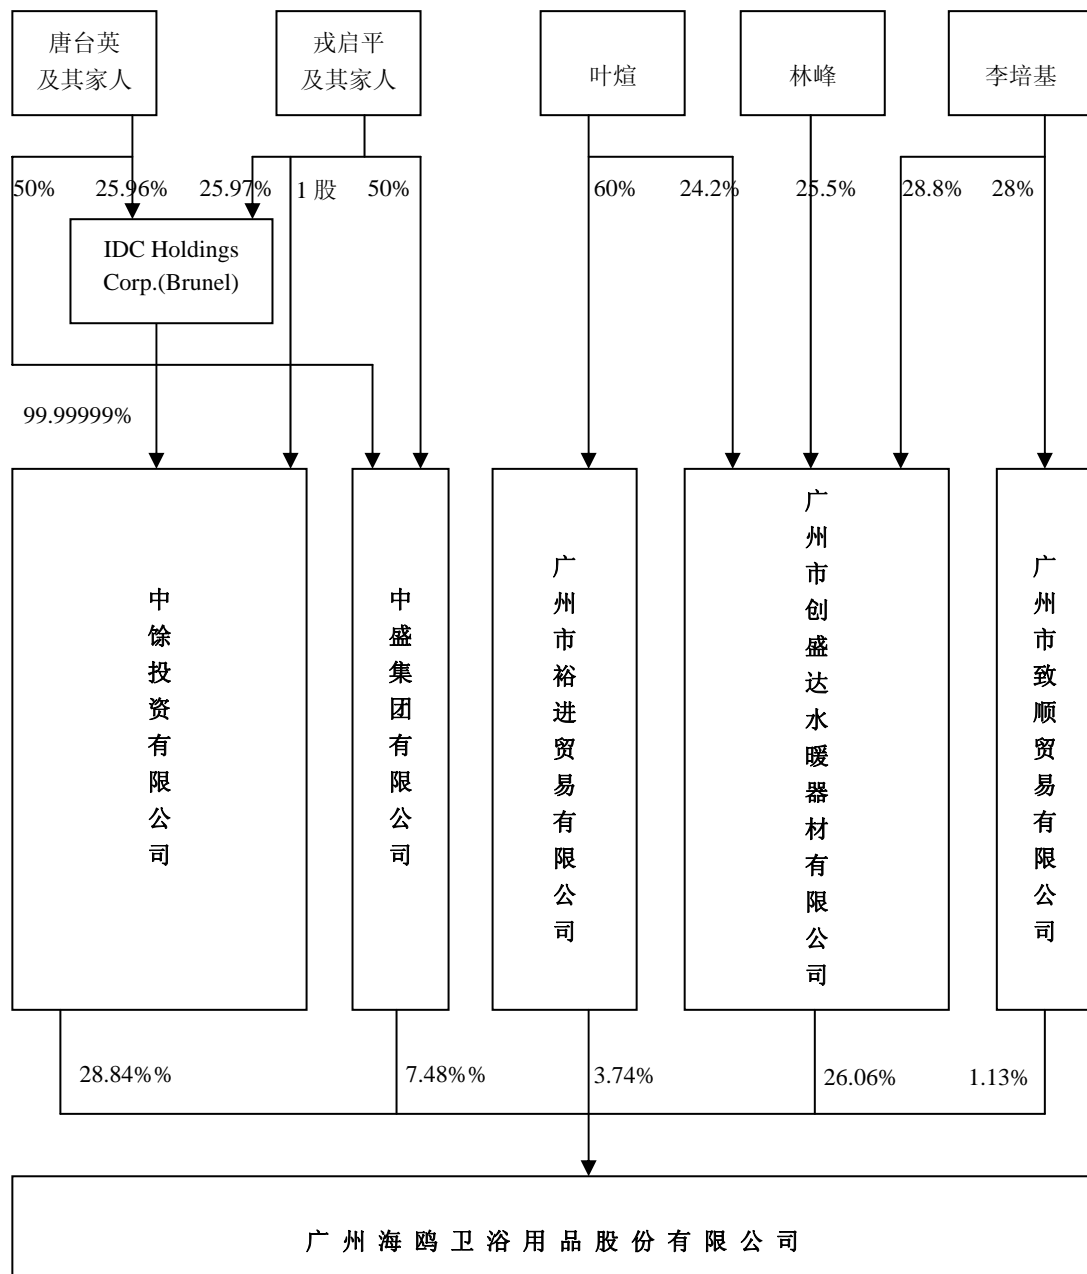 唐台英
及其家人
戎启平
及其家人
叶煊
林峰
李培基
50%
25.96%
25.97%
1 股
50%
60%
24.2%
25.5%
28.8%
28%
IDC Holdings
Corp.(Brunel)
99.99999%
中馀投资有限公司
中盛集团有限公司
广州市裕进贸易有限公司
广州市创盛达水暖器材有限公司
广州市致顺贸易有限公司
28.84%%
7.48%%
3.74%
26.06%
1.13%
广州海鸥卫浴用品股份有限公司